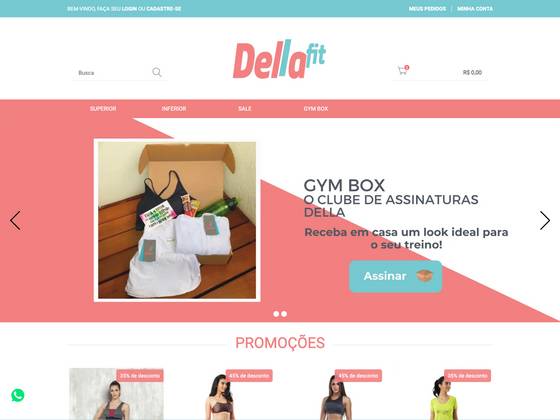 BEM VINDO, FAÇA SEU LOGIN OU CADASTRE-SE
MEUS PEDIDOS
MINHA CONTA
Busca
Della fit
0
R$ 0,00
SUPERIOR
INFERIOR
SALE
GYM BOX
GYM BOX
O CLUBE DE ASSINATURAS
DELLA
Receba em casa um look ideal para
o seu treino!
Assinar
PROMOÇÕES
35% de desconto
45% de desconto
45% de desconto
35% de desconto